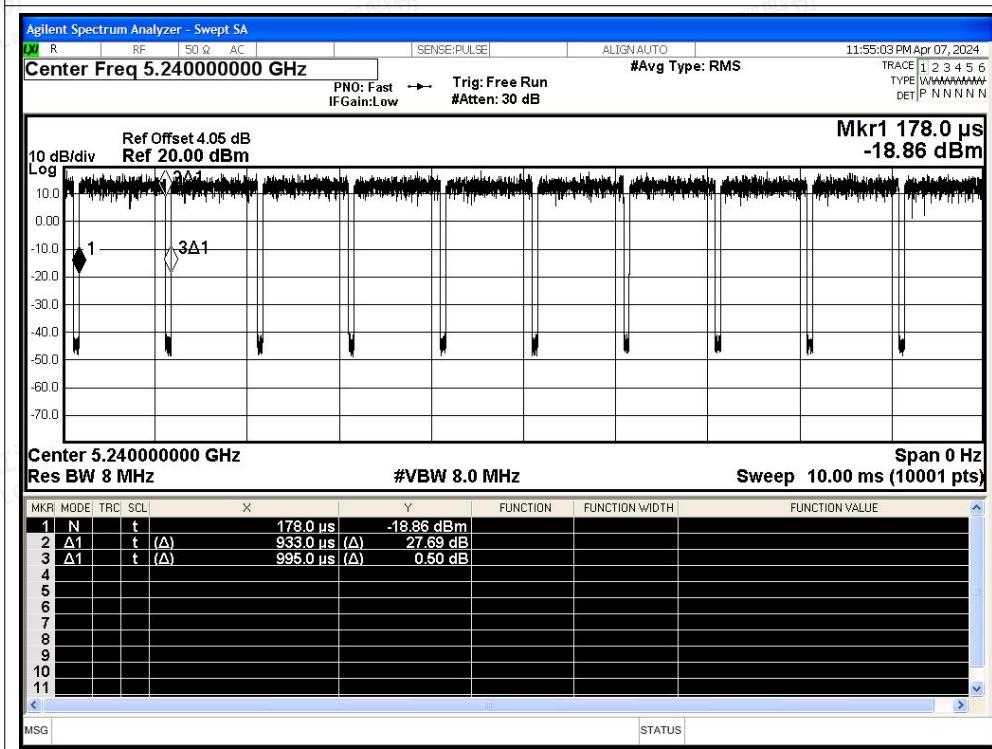 Agilent Spectrum Analyzer - Swept SA
LXI R RF 50 Ω AC SENSE:PULSE ALIGN AUTO 11:55:03 PM Apr 07, 2024
Center Freq 5.240000000 GHz #Avg Type: RMS TRACE 1 2 3 4 5 6
PNO: Fast Trig: Free Run TYPE WWWWWW
IFGain:Low #Atten: 30 dB DET P N N N N N
Mkr1 178.0 µs
Ref Offset 4.05 dB
10 dB/div Ref 20.00 dBm -18.86 dBm
Log
2Δ1
10.0
0.00
-10.0
1
3Δ1
-20.0
-30.0
-40.0
-50.0
-60.0
-70.0
Center 5.240000000 GHz Span 0 Hz
Res BW 8 MHz #VBW 8.0 MHz Sweep 10.00 ms (10001 pts)
MKR MODE TRC SCL X Y FUNCTION FUNCTION WIDTH FUNCTION VALUE
1 N t 178.0 µs -18.86 dBm
2 Δ1 t (Δ) 933.0 µs (Δ) 27.69 dB
3 Δ1 t (Δ) 995.0 µs (Δ) 0.50 dB
4
5
6
7
8
9
10
11
MSG STATUS